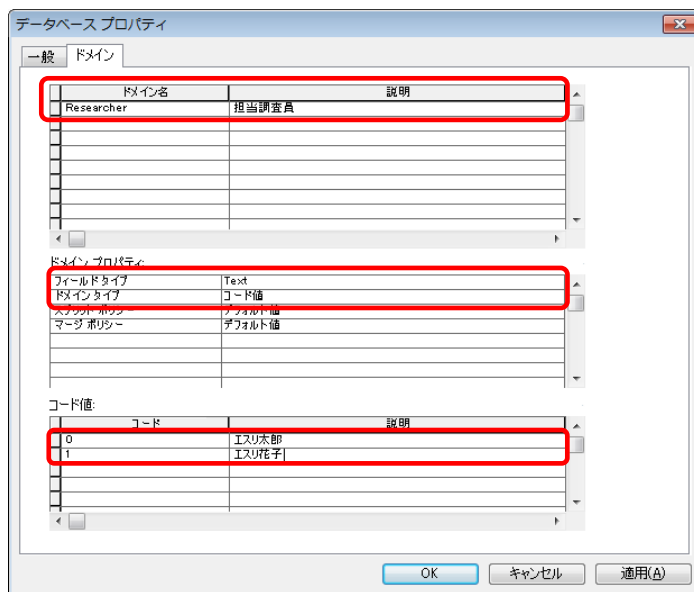 データベース プロパティ
一般 ドメイン
ドメイン名 説明
Researcher 担当調査員
ドメイン プロパティ:
フィールド タイプ Text
ドメイン タイプ コード値
スプリット ポリシー デフォルト値
マージ ポリシー デフォルト値
コード値:
コード 説明
0 エスリ太郎
1 エスリ花子
OK キャンセル 適用(A)